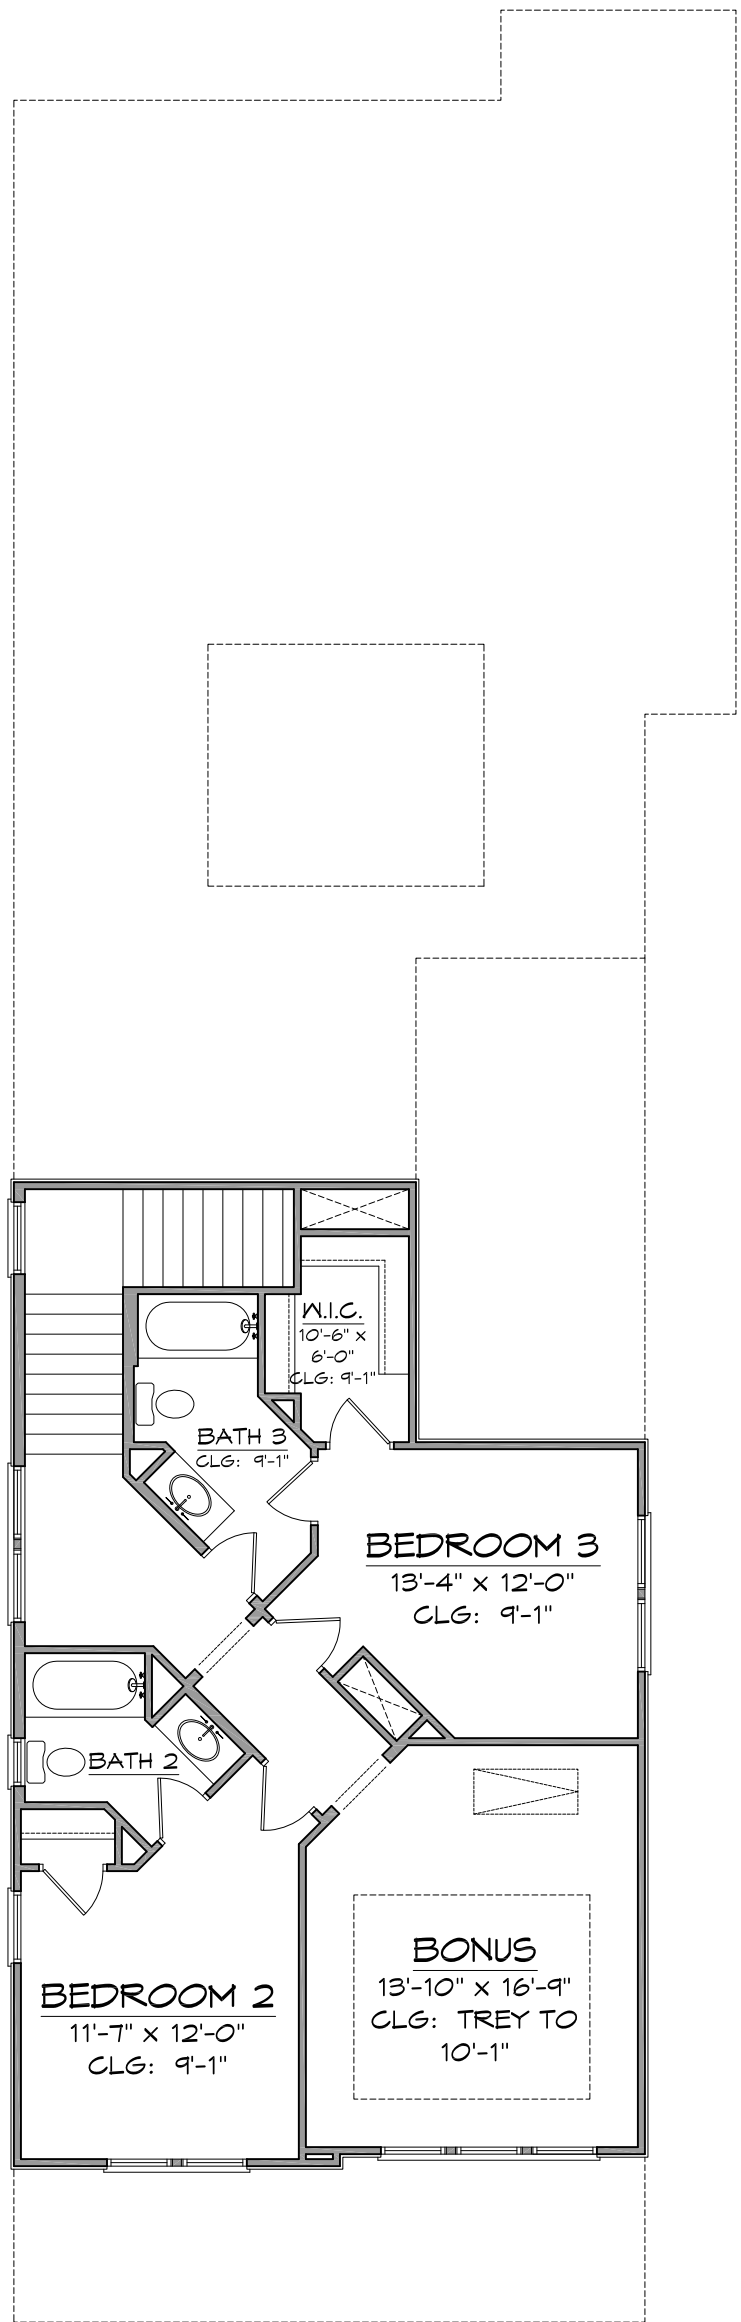 W.I.C.
10'-6" x
6'-0"
CLG: 9'-1"
BATH 3
CLG: 9'-1"
BEDROOM 3
13'-4" x 12'-0"
CLG: 9'-1"
BATH 2
BONUS
13'-10" x 16'-9"
CLG: TREY TO
10'-1"
BEDROOM 2
11'-7" x 12'-0"
CLG: 9'-1"